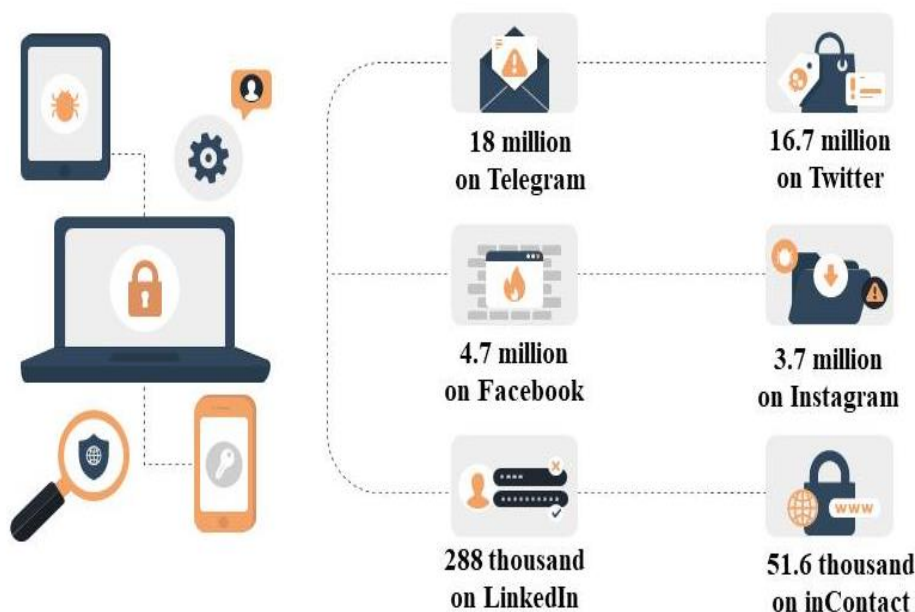 18 million
on Telegram
16.7 million
on Twitter
4.7 million
on Facebook
3.7 million
on Instagram
288 thousand
on LinkedIn
www
51.6 thousand
on inContact